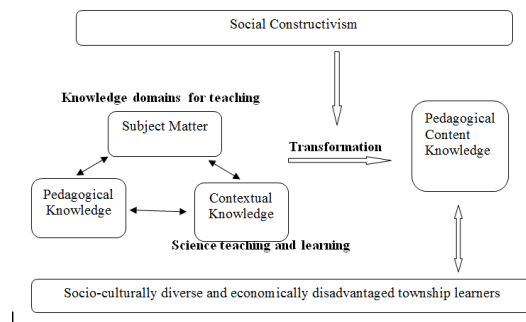 Social Constructivism
Knowledge domains for teaching
Subject Matter
Transformation
Pedagogical
Content
Knowledge
Pedagogical
Knowledge
Contextual
Knowledge
Science teaching and learning
Socio-culturally diverse and economically disadvantaged township learners